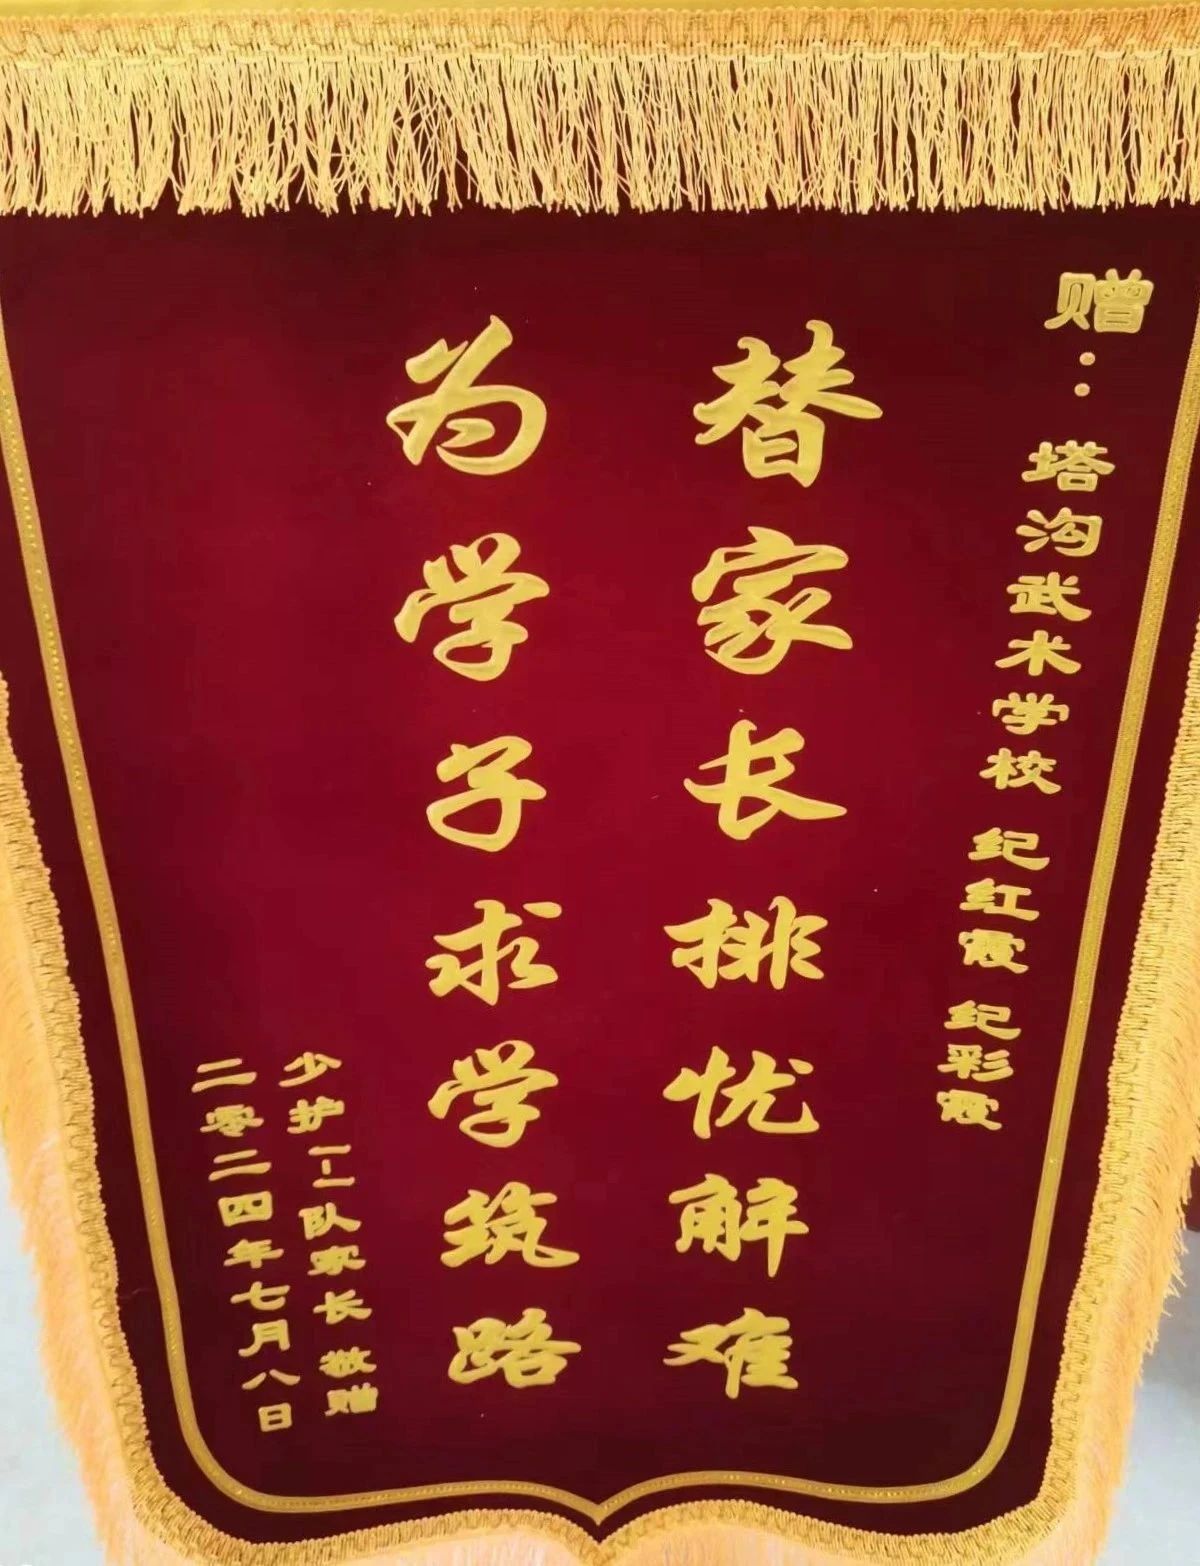 赠：塔沟武术学校 纪红霞 纪彩霞
替家长排忧解难
为学子求学筑路
少护一1一队家长 敬赠
二零二四年七月八日